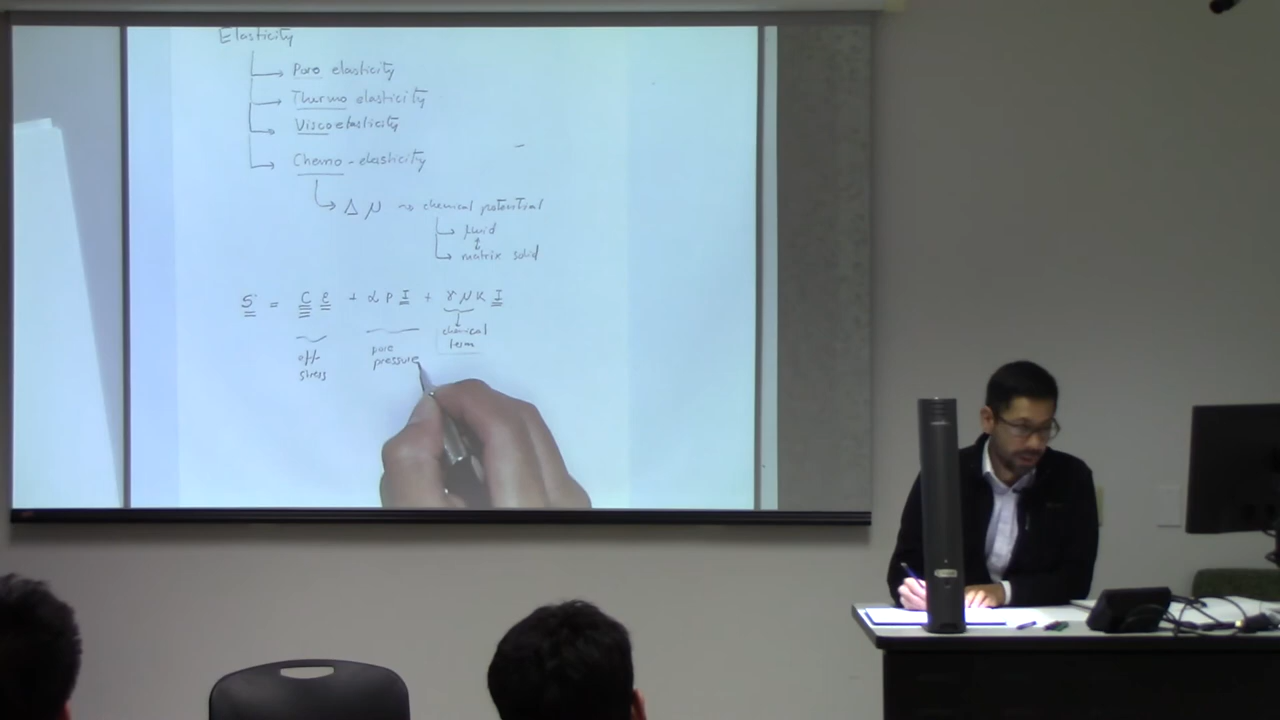 Elasticity
Poro elasticity
Thermo elasticity
Viscoelasticity
Chemo-elasticity
Δμ ⇝ chemical potential
fluid
matrix solid
S = C ε + α p I + γ μ K I
chemical
term
eff.
stress
pore
pressure